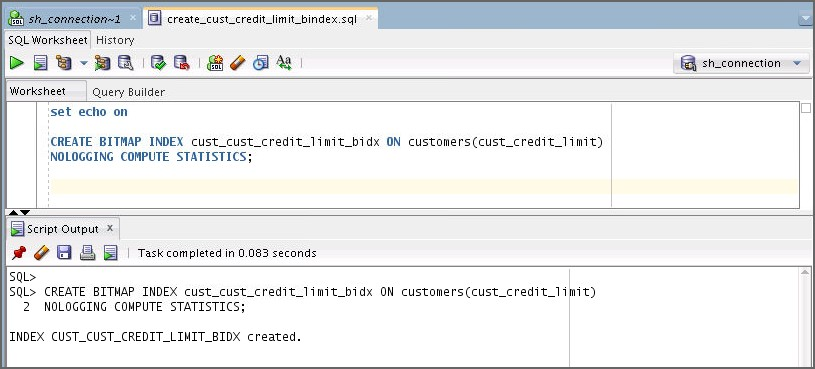 sh_connection~1
create_cust_credit_limit_bindex.sql
SQL Worksheet History
sh_connection
Worksheet Query Builder
set echo on
CREATE BITMAP INDEX cust_cust_credit_limit_bidx ON customers(cust_credit_limit)
NOLOGGING COMPUTE STATISTICS;
Script Output x
Task completed in 0.083 seconds
SQL>
SQL> CREATE BITMAP INDEX cust_cust_credit_limit_bidx ON customers(cust_credit_limit)
2 NOLOGGING COMPUTE STATISTICS;
INDEX CUST_CUST_CREDIT_LIMIT_BIDX created.